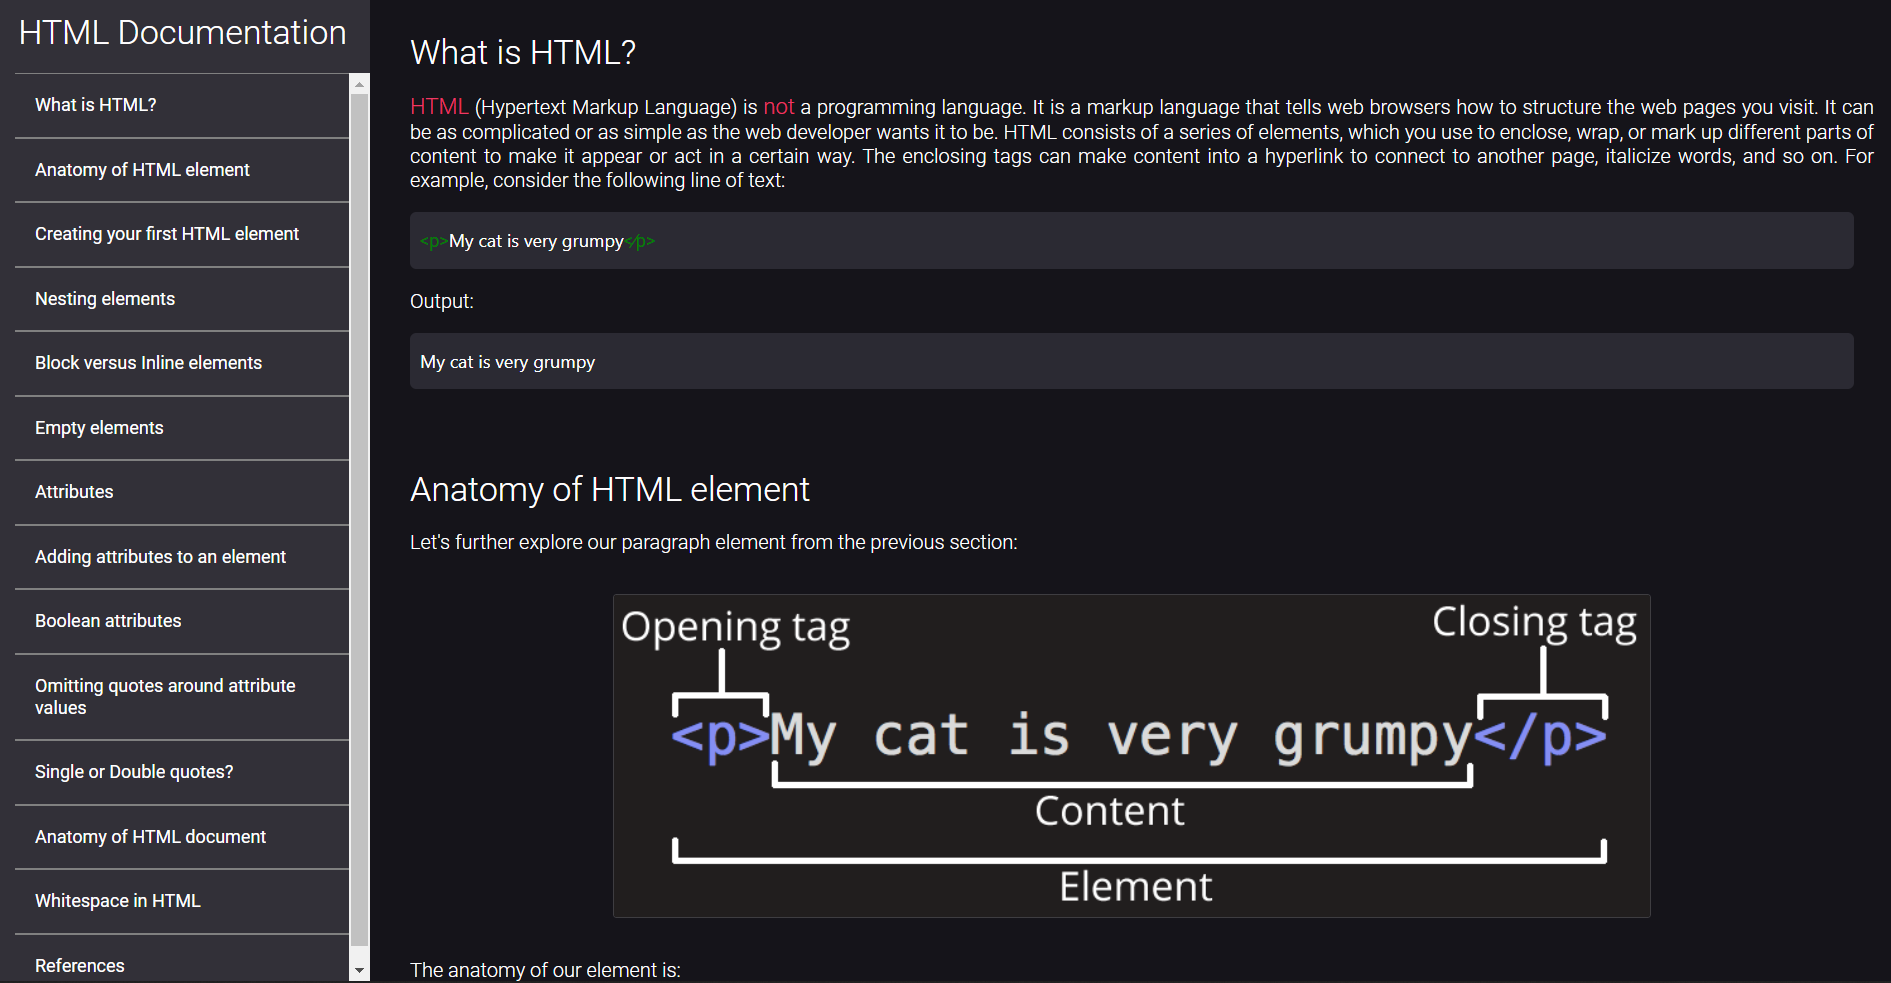 HTML Documentation
What is HTML?
Anatomy of HTML element
Creating your first HTML element
Nesting elements
Block versus Inline elements
Empty elements
Attributes
Adding attributes to an element
Boolean attributes
Omitting quotes around attribute
values
Single or Double quotes?
Anatomy of HTML document
Whitespace in HTML
References
What is HTML?
HTML (Hypertext Markup Language) is not a programming language. It is a markup language that tells web browsers how to structure the web pages you visit. It can
be as complicated or as simple as the web developer wants it to be. HTML consists of a series of elements, which you use to enclose, wrap, or mark up different parts of
content to make it appear or act in a certain way. The enclosing tags can make content into a hyperlink to connect to another page, italicize words, and so on. For
example, consider the following line of text:
<p>My cat is very grumpy</p>
Output:
My cat is very grumpy
Anatomy of HTML element
Let's further explore our paragraph element from the previous section:
Opening tag
Closing tag
<p>My cat is very grumpy</p>
Content
Element
The anatomy of our element is: